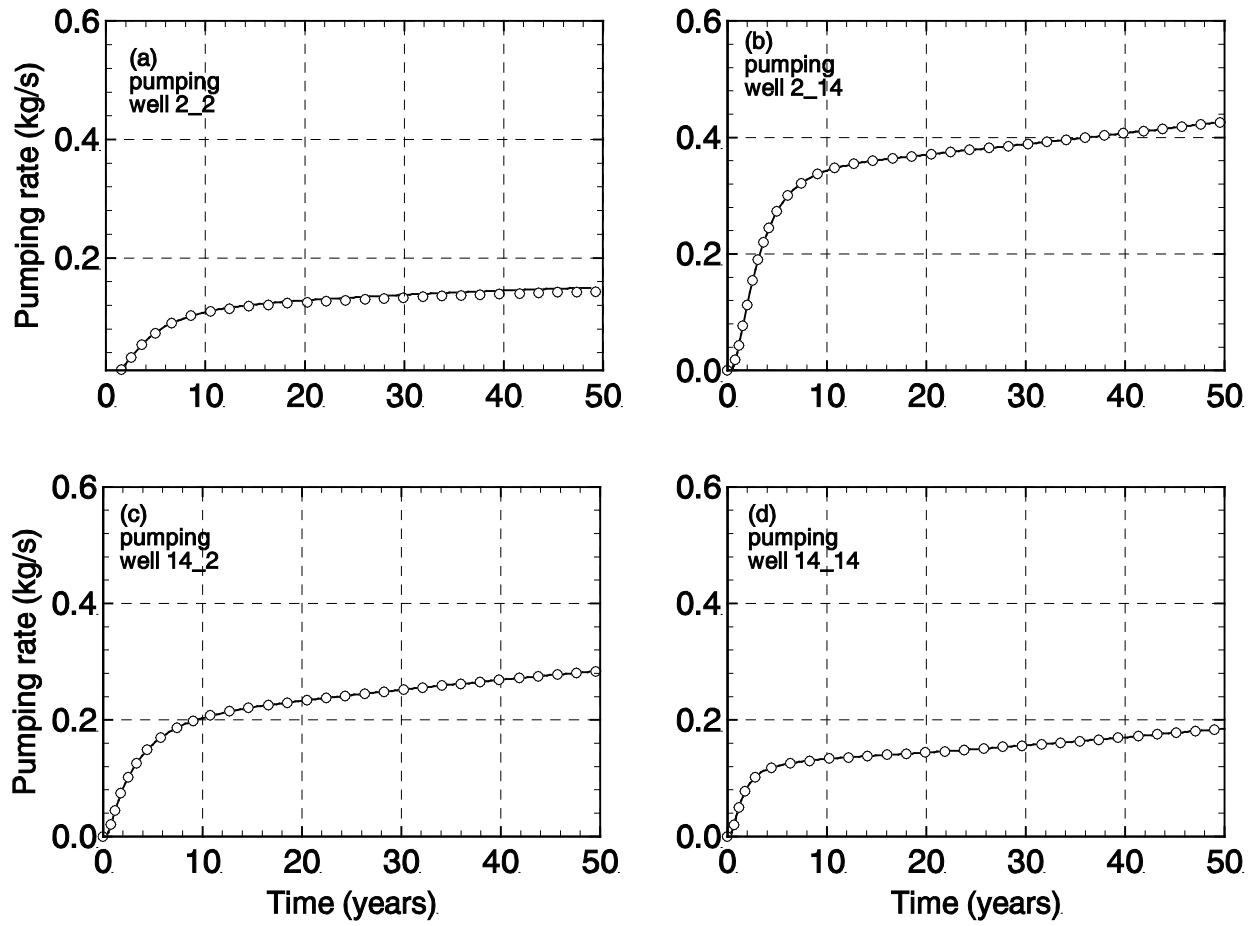 0.6
0.4
0.2
Pumping rate (kg/s)
(a)
pumping
well 2_2
0 10 20 30 40 50
0.6
0.4
0.2
0.0
(b)
pumping
well 2_14
0 10 20 30 40 50
0.6
0.4
0.2
0.0
Pumping rate (kg/s)
(c)
pumping
well 14_2
0 10 20 30 40 50
Time (years)
0.6
0.4
0.2
0.0
(d)
pumping
well 14_14
0 10 20 30 40 50
Time (years)